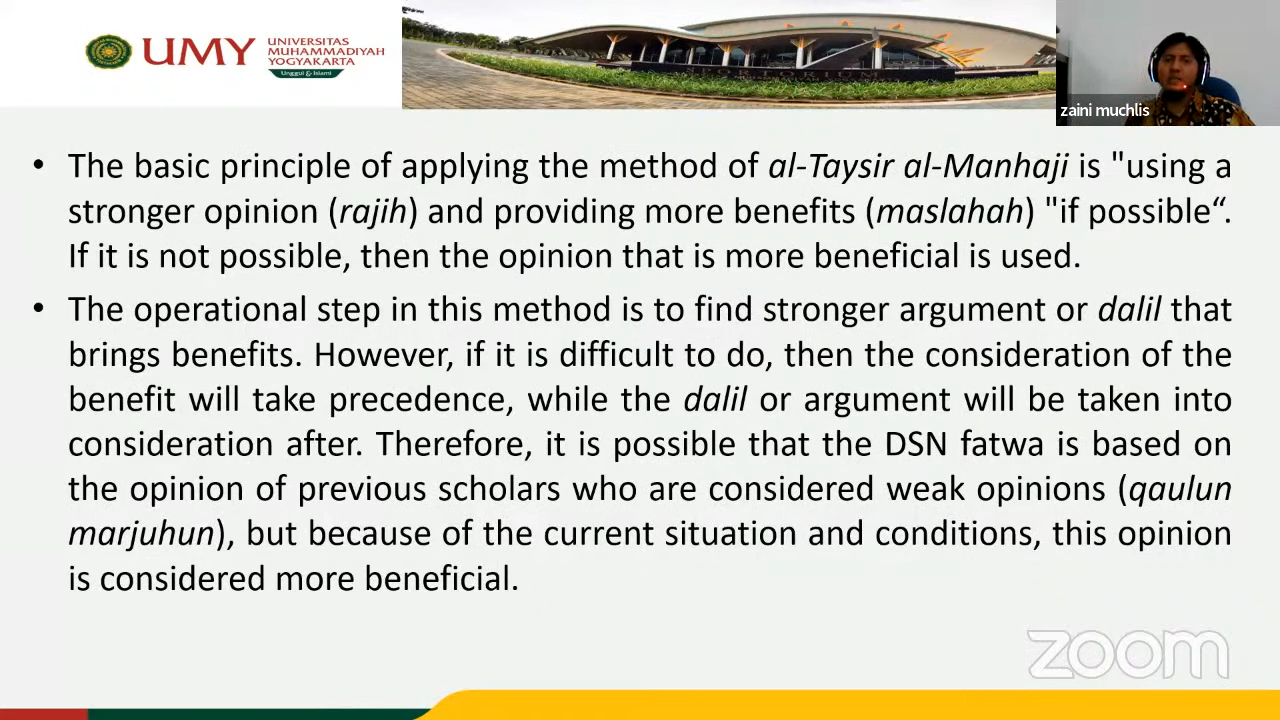 UMY
UNIVERSITAS
MUHAMMADIYAH
YOGYAKARTA
Unggul & Islami
zaini muchlis
• The basic principle of applying the method of al-Taysir al-Manhaji is "using a
stronger opinion (rajih) and providing more benefits (maslahah) "if possible“.
If it is not possible, then the opinion that is more beneficial is used.
• The operational step in this method is to find stronger argument or dalil that
brings benefits. However, if it is difficult to do, then the consideration of the
benefit will take precedence, while the dalil or argument will be taken into
consideration after. Therefore, it is possible that the DSN fatwa is based on
the opinion of previous scholars who are considered weak opinions (qaulun
marjuhun), but because of the current situation and conditions, this opinion
is considered more beneficial.
zoom